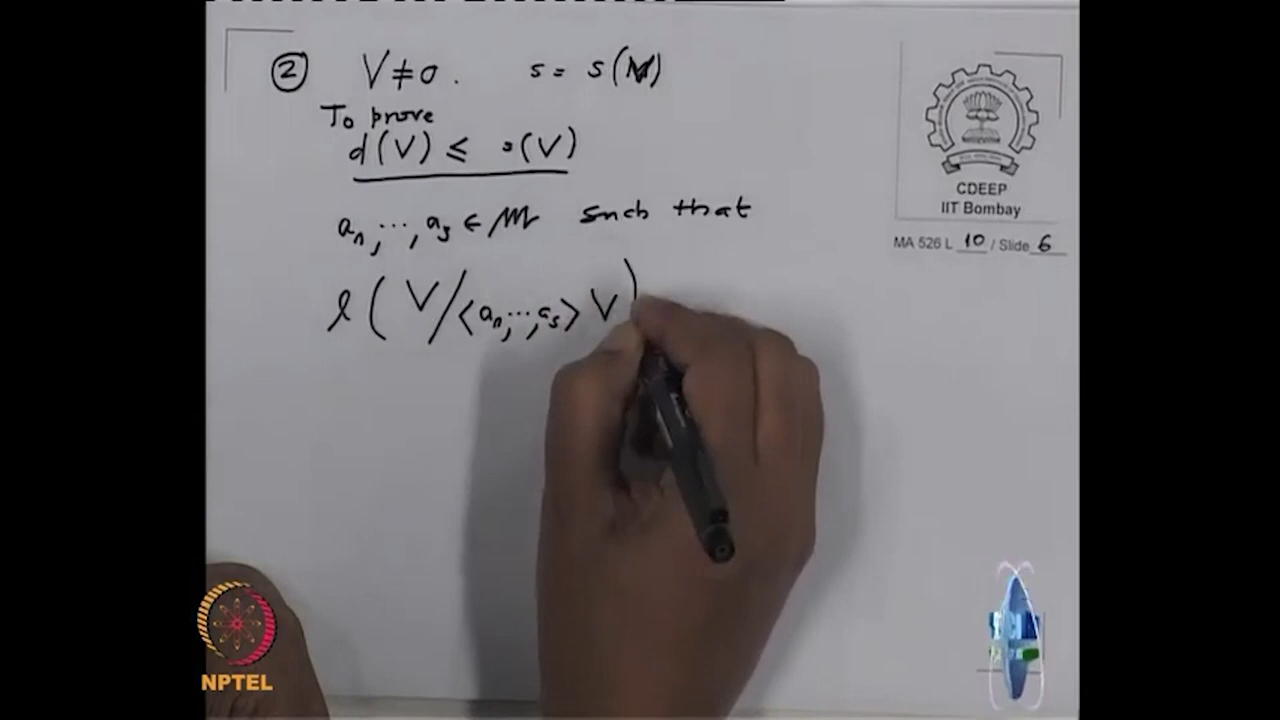 ② V ≠ 0 . s = s(V)
To prove
d(V) ≤ s(V)
a₁, ⋯, aₛ ∈ 𝔪 such that
l ( V/<a₁, ⋯, aₛ> V )
CDEEP
IIT Bombay
MA 526 L 10 / Slide 6
NPTEL